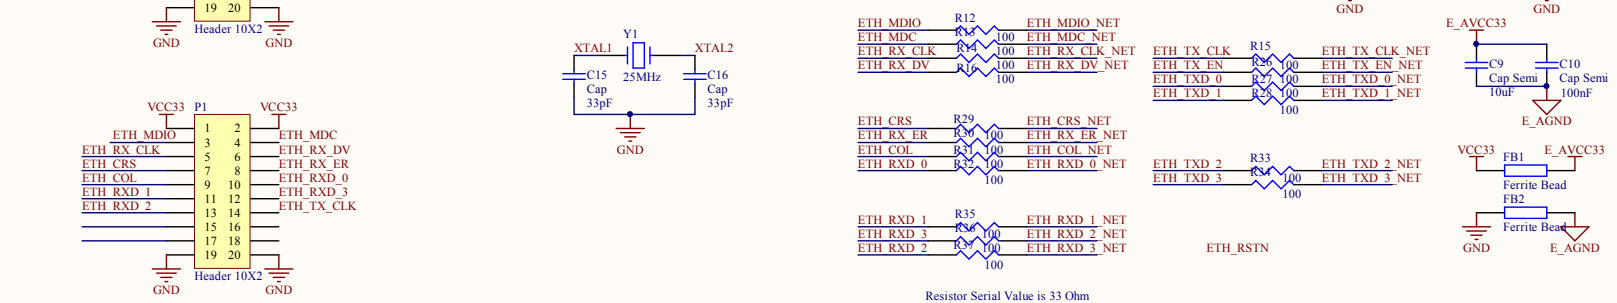 19 20
Header 10X2
GND GND
VCC33 P1 VCC33
1 2
ETH_MDIO 3 4 ETH_MDC
ETH_RX_CLK 5 6 ETH_RX_DV
ETH_CRS 7 8 ETH_RX_ER
ETH_COL 9 10 ETH_RXD_0
ETH_RXD_1 11 12 ETH_RXD_3
ETH_RXD_2 13 14 ETH_TX_CLK
15 16
17 18
19 20
Header 10X2
GND GND
Y1
XTAL1 XTAL2
C15 25MHz C16
Cap Cap
33pF 33pF
GND
ETH_MDIO R12 ETH_MDIO_NET
ETH_MDC R13 100 ETH_MDC_NET
ETH_RX_CLK R14 100 ETH_RX_CLK_NET
ETH_RX_DV R16 100 ETH_RX_DV_NET
100
ETH_CRS R29 ETH_CRS_NET
ETH_RX_ER R30 100 ETH_RX_ER_NET
ETH_COL R31 100 ETH_COL_NET
ETH_RXD_0 R32 100 ETH_RXD_0_NET
100
ETH_RXD_1 R35 ETH_RXD_1_NET
ETH_RXD_3 R36 100 ETH_RXD_2_NET
ETH_RXD_2 R37 100 ETH_RXD_3_NET
100
Resistor Serial Value is 33 Ohm
GND GND
ETH_TX_CLK R15 ETH_TX_CLK_NET
ETH_TX_EN R26 100 ETH_TX_EN_NET
ETH_TXD_0 R27 100 ETH_TXD_0_NET
ETH_TXD_1 R28 100 ETH_TXD_1_NET
100
ETH_TXD_2 R33 ETH_TXD_2_NET
ETH_TXD_3 R34 100 ETH_TXD_3_NET
100
ETH_RSTN
E_AVCC33
C9 C10
Cap Semi Cap Semi
10uF 100nF
E_AGND
VCC33 FB1 E_AVCC33
Ferrite Bead
FB2
Ferrite Bead
GND E_AGND